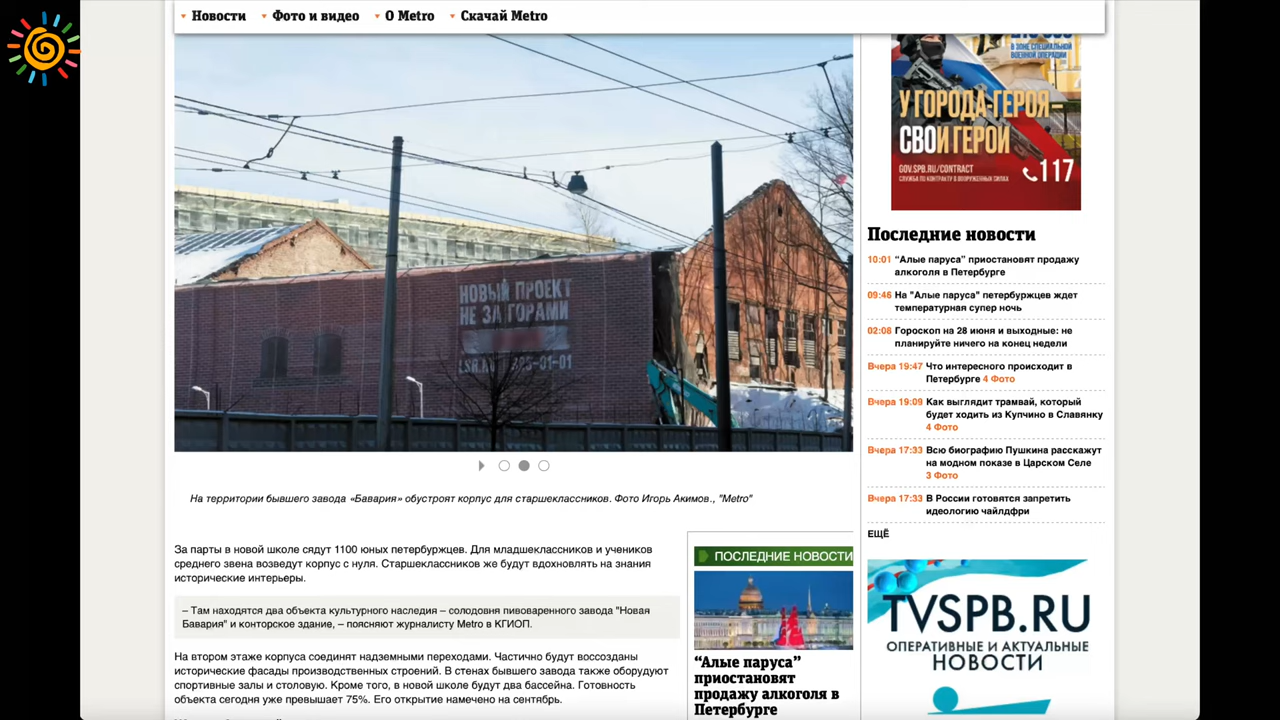 Новости Фото и видео О Metro Скачай Metro
В ЗОНЕ СПЕЦИАЛЬНОЙ
ВОЕННОЙ ОПЕРАЦИИ
У ГОРОДА-ГЕРОЯ–
СВОИ ГЕРОИ
GOV.SPB.RU/CONTRACT
СЛУЖБА ПО КОНТРАКТУ В ВООРУЖЕННЫХ СИЛАХ
117
НОВЫЙ ПРОЕКТ
НЕ ЗА ГОРАМИ
На территории бывшего завода «Бавария» обустроят корпус для старшеклассников. Фото Игорь Акимов., "Metro"
За парты в новой школе сядут 1100 юных петербуржцев. Для младшеклассников и учеников
среднего звена возведут корпус с нуля. Старшеклассников же будут вдохновлять на знания
исторические интерьеры.
– Там находятся два объекта культурного наследия – солодовня пивоваренного завода "Новая
Бавария" и конторское здание, – поясняют журналисту Metro в КГИОП.
На втором этаже корпуса соединят надземными переходами. Частично будут воссозданы
исторические фасады производственных строений. В стенах бывшего завода также оборудуют
спортивные залы и столовую. Кроме того, в новой школе будут два бассейна. Готовность
объекта сегодня уже превышает 75%. Его открытие намечено на сентябрь.
ПОСЛЕДНИЕ НОВОСТИ
“Алые паруса”
приостановят
продажу алкоголя в
Петербурге
Последние новости
10:01 “Алые паруса” приостановят продажу
алкоголя в Петербурге
09:46 На "Алые паруса" петербуржцев ждет
температурная супер ночь
02:08 Гороскоп на 28 июня и выходные: не
планируйте ничего на конец недели
Вчера 19:47 Что интересного происходит в
Петербурге 4 Фото
Вчера 19:09 Как выглядит трамвай, который
будет ходить из Купчино в Славянку
4 Фото
Вчера 17:33 Всю биографию Пушкина расскажут
на модном показе в Царском Селе
3 Фото
Вчера 17:33 В России готовятся запретить
идеологию чайлдфри
ЕЩЁ
TVSPB.RU
ОПЕРАТИВНЫЕ И АКТУАЛЬНЫЕ
НОВОСТИ